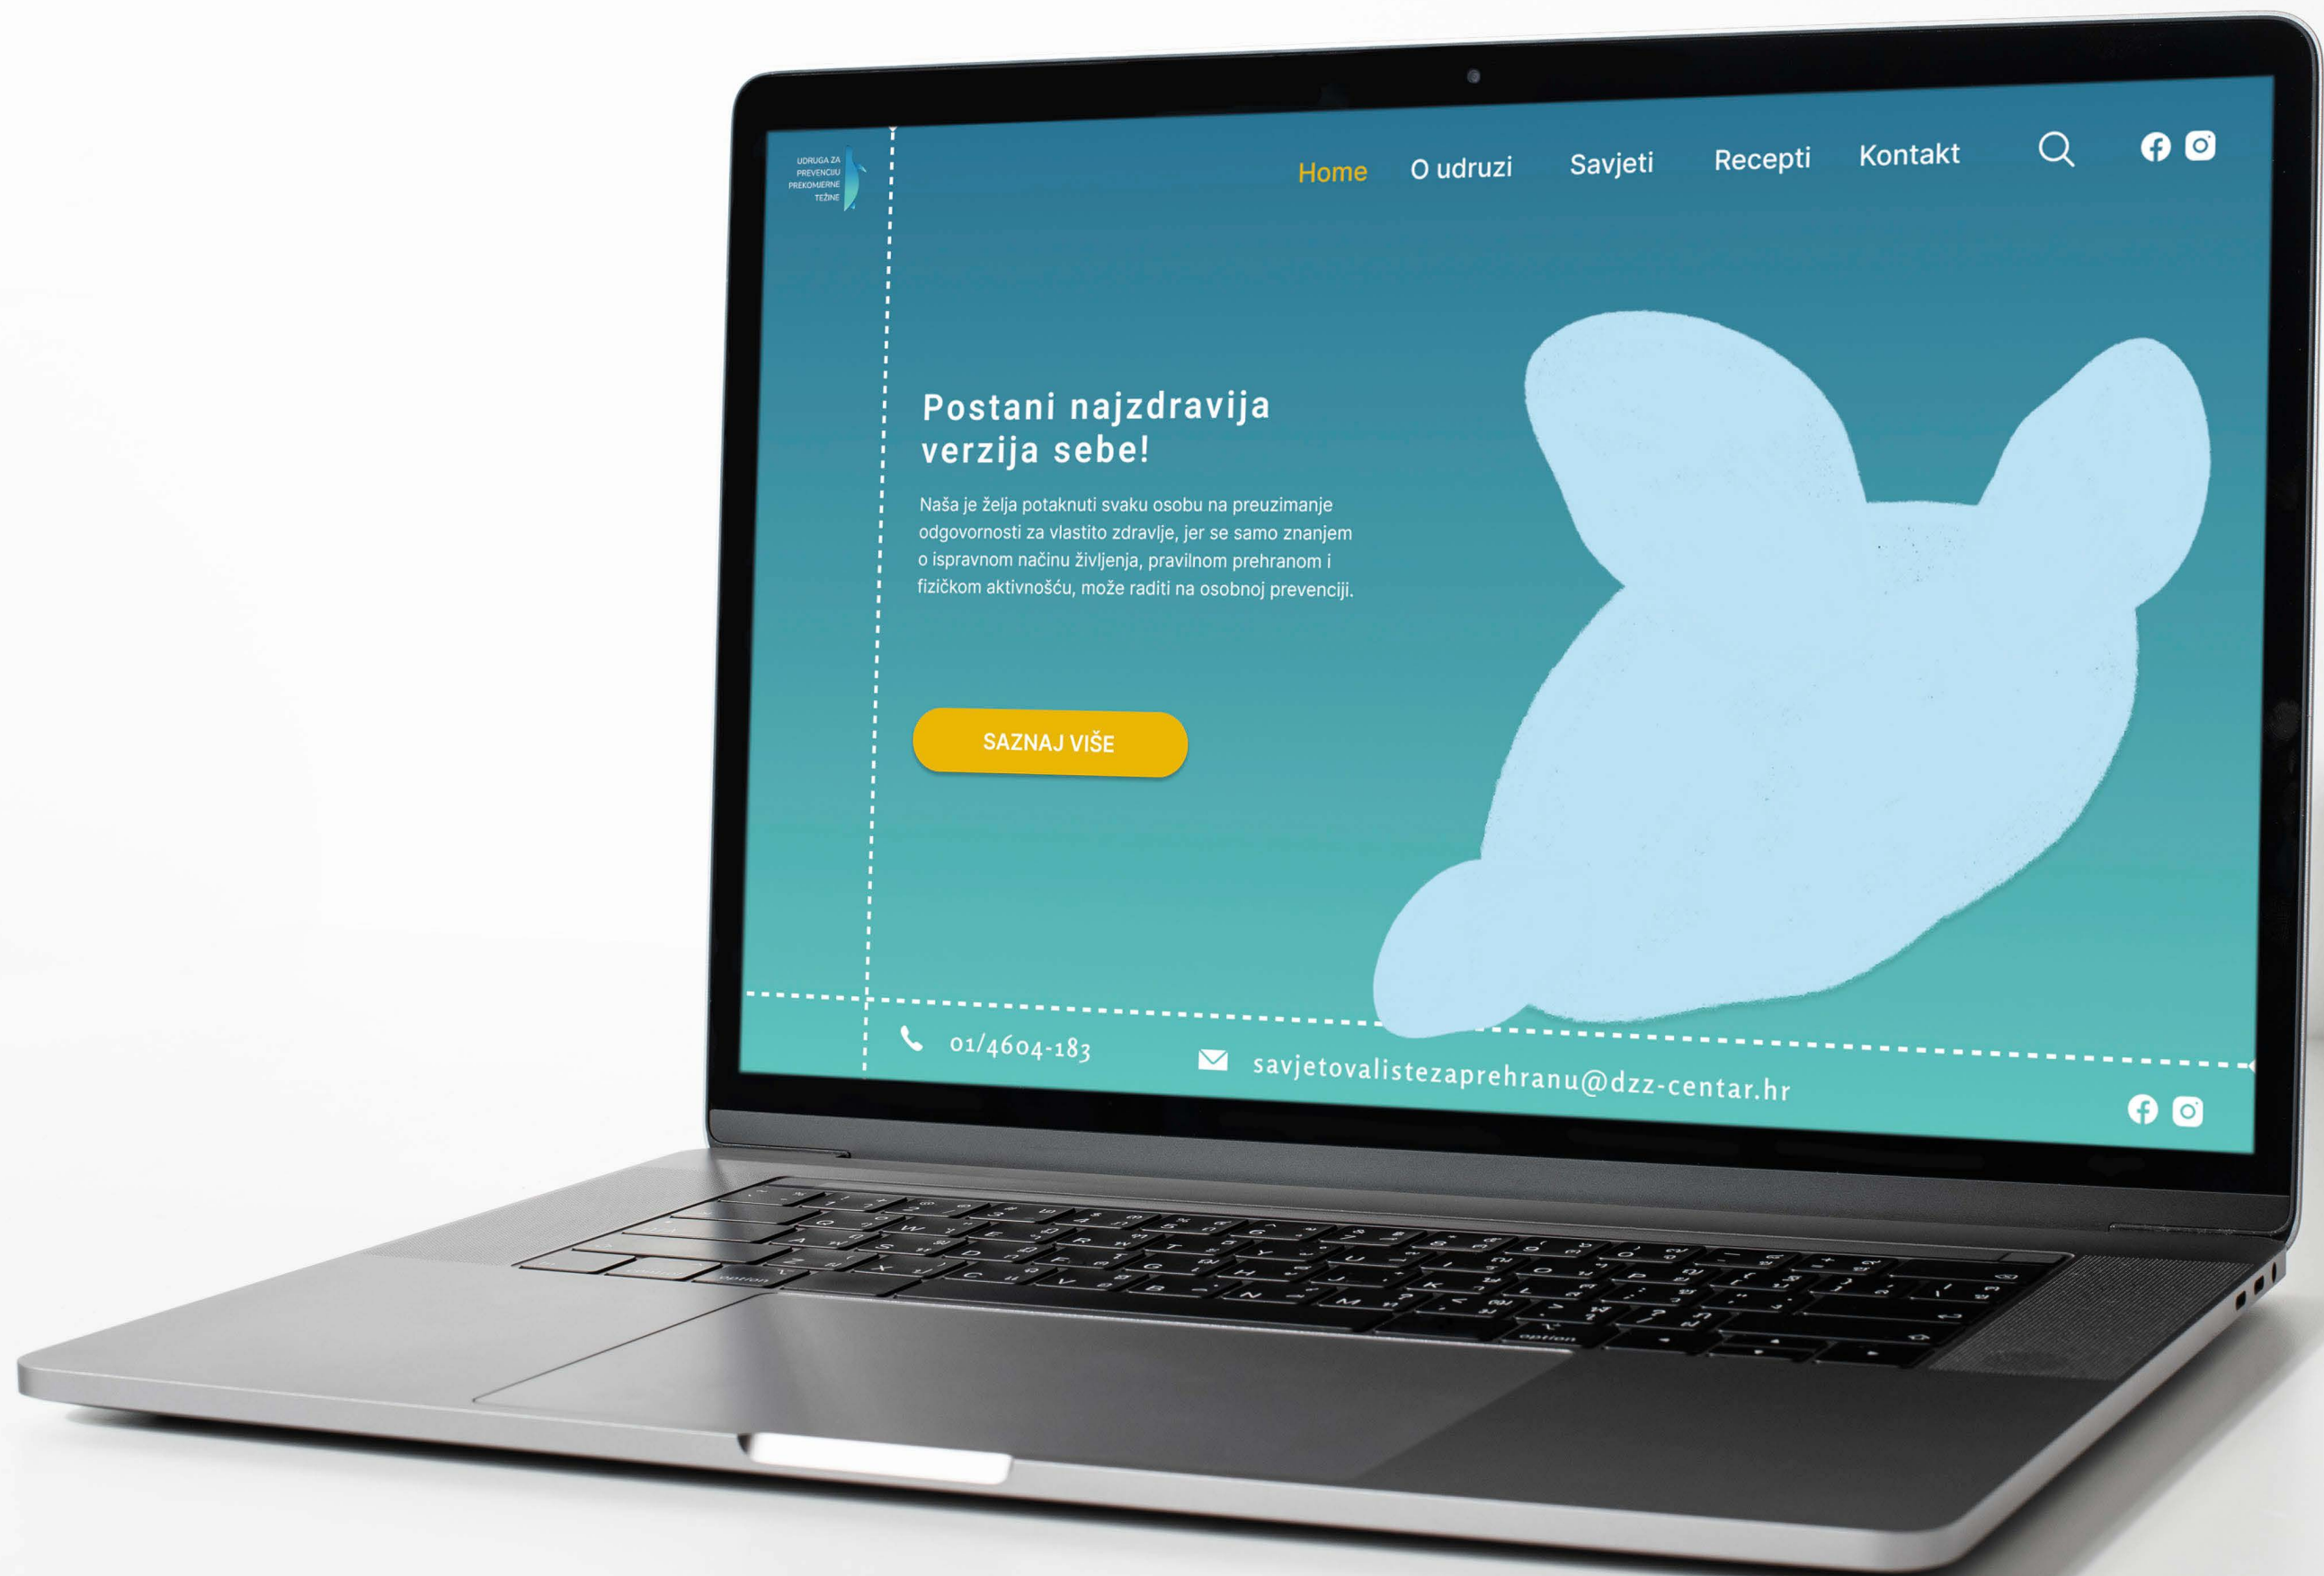 UDRUGA ZA
PREVENCIJU
PREKOMJERNE
TEŽINE
Home O udruzi Savjeti Recepti Kontakt
Postani najzdravija
verzija sebe!
Naša je želja potaknuti svaku osobu na preuzimanje
odgovornosti za vlastito zdravlje, jer se samo znanjem
o ispravnom načinu življenja, pravilnom prehranom i
fizičkom aktivnošću, može raditi na osobnoj prevenciji.
SAZNAJ VIŠE
01/4604-183
savjetovalistezaprehranu@dzz-centar.hr
Q W E R T Y U I O P
A S D F G H J K L
Z X C V B N M
option
option